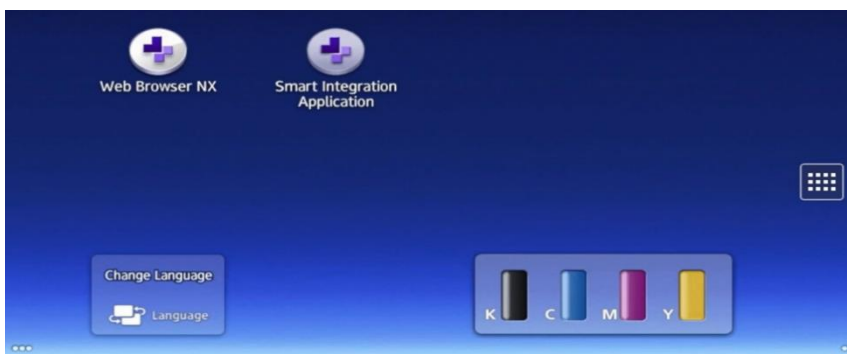 Web Browser NX
Smart Integration
Application
Change Language
Language
K C M Y